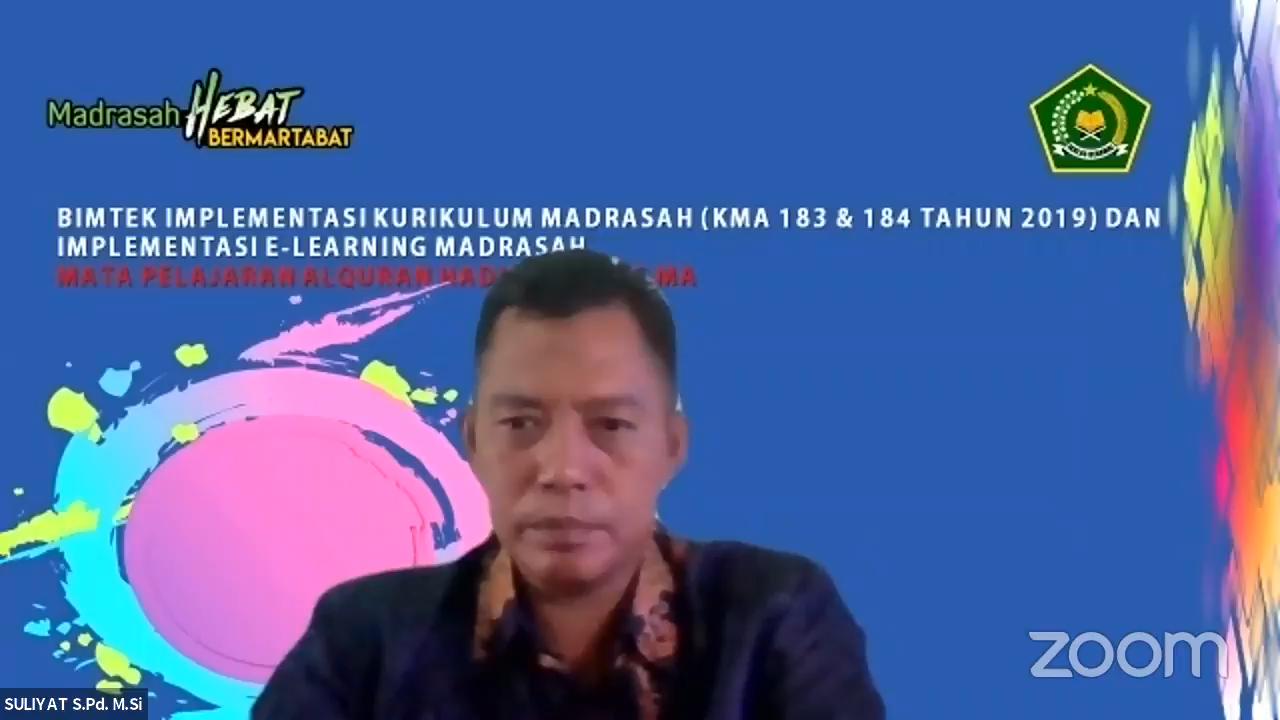 Madrasah HEBAT
BERMARTABAT
BIMTEK IMPLEMENTASI KURIKULUM MADRASAH (KMA 183 & 184 TAHUN 2019) DAN
IMPLEMENTASI E-LEARNING MADRASAH
MATA PELAJARAN ALQURAN MA
zoom
SULIYAT S.Pd. M.Si